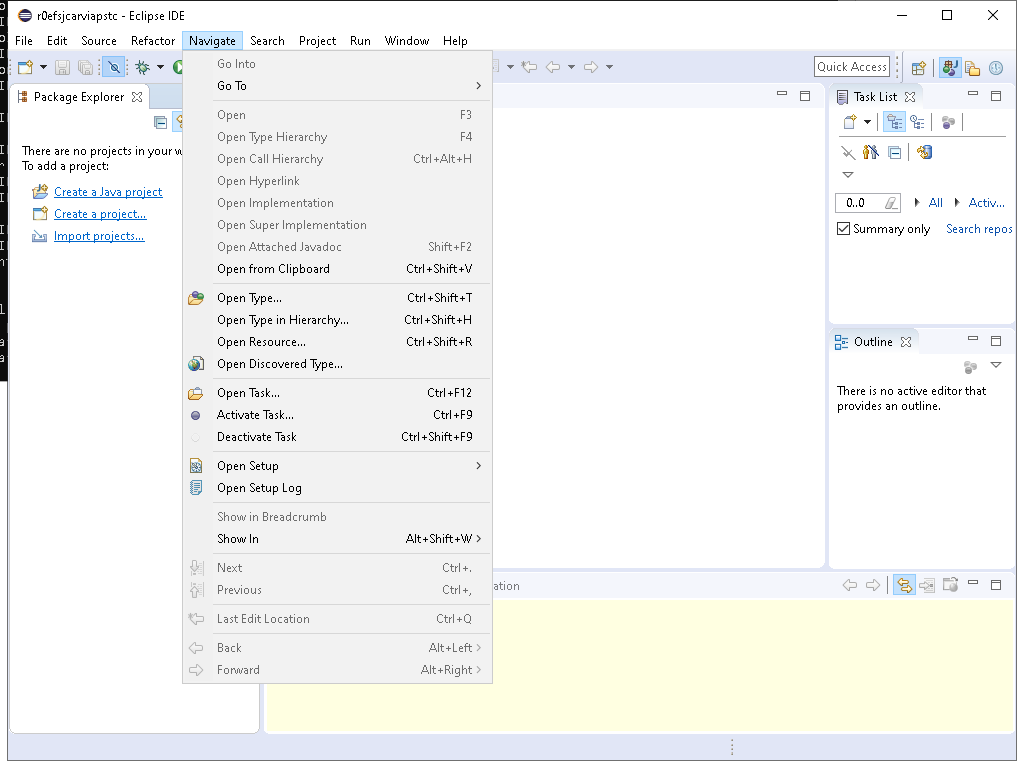 r0efsjcarviapstc - Eclipse IDE
File Edit Source Refactor Navigate Search Project Run Window Help
Quick Access
Package Explorer
There are no projects in your w
To add a project:
Create a Java project
Create a project...
Import projects...
Go Into
Go To
Open F3
Open Type Hierarchy F4
Open Call Hierarchy Ctrl+Alt+H
Open Hyperlink
Open Implementation
Open Super Implementation
Open Attached Javadoc Shift+F2
Open from Clipboard Ctrl+Shift+V
Open Type... Ctrl+Shift+T
Open Type in Hierarchy... Ctrl+Shift+H
Open Resource... Ctrl+Shift+R
Open Discovered Type...
Open Task... Ctrl+F12
Activate Task... Ctrl+F9
Deactivate Task Ctrl+Shift+F9
Open Setup
Open Setup Log
Show in Breadcrumb
Show In Alt+Shift+W
Next Ctrl+.
Previous Ctrl+,
Last Edit Location Ctrl+Q
Back Alt+Left
Forward Alt+Right
ation
Task List
0..0 All Activ...
Summary only Search repos
Outline
There is no active editor that
provides an outline.